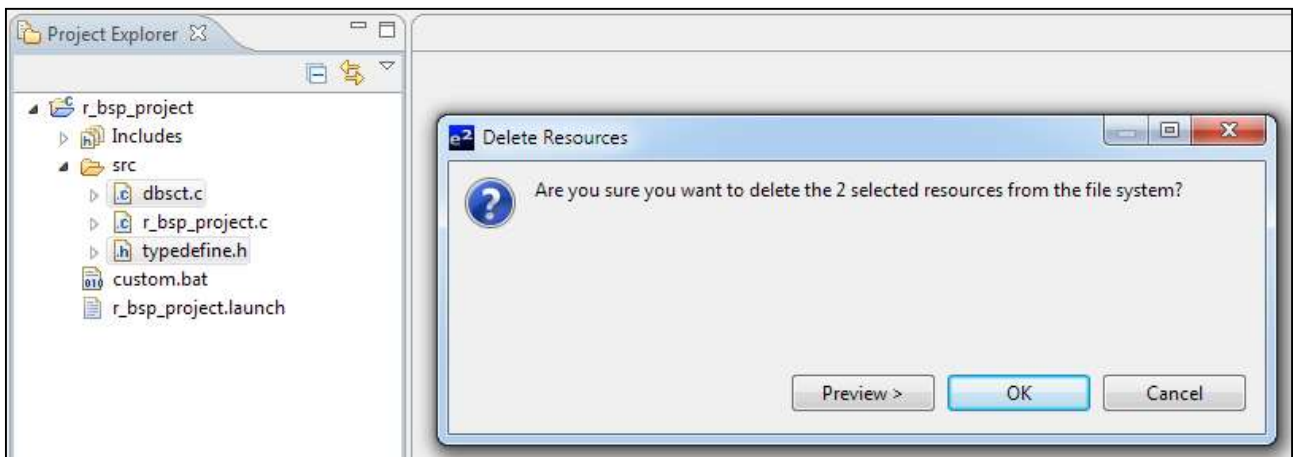 Project Explorer
r_bsp_project
Includes
src
dbsct.c
r_bsp_project.c
typedefine.h
custom.bat
r_bsp_project.launch
e2 Delete Resources
Are you sure you want to delete the 2 selected resources from the file system?
Preview > OK Cancel